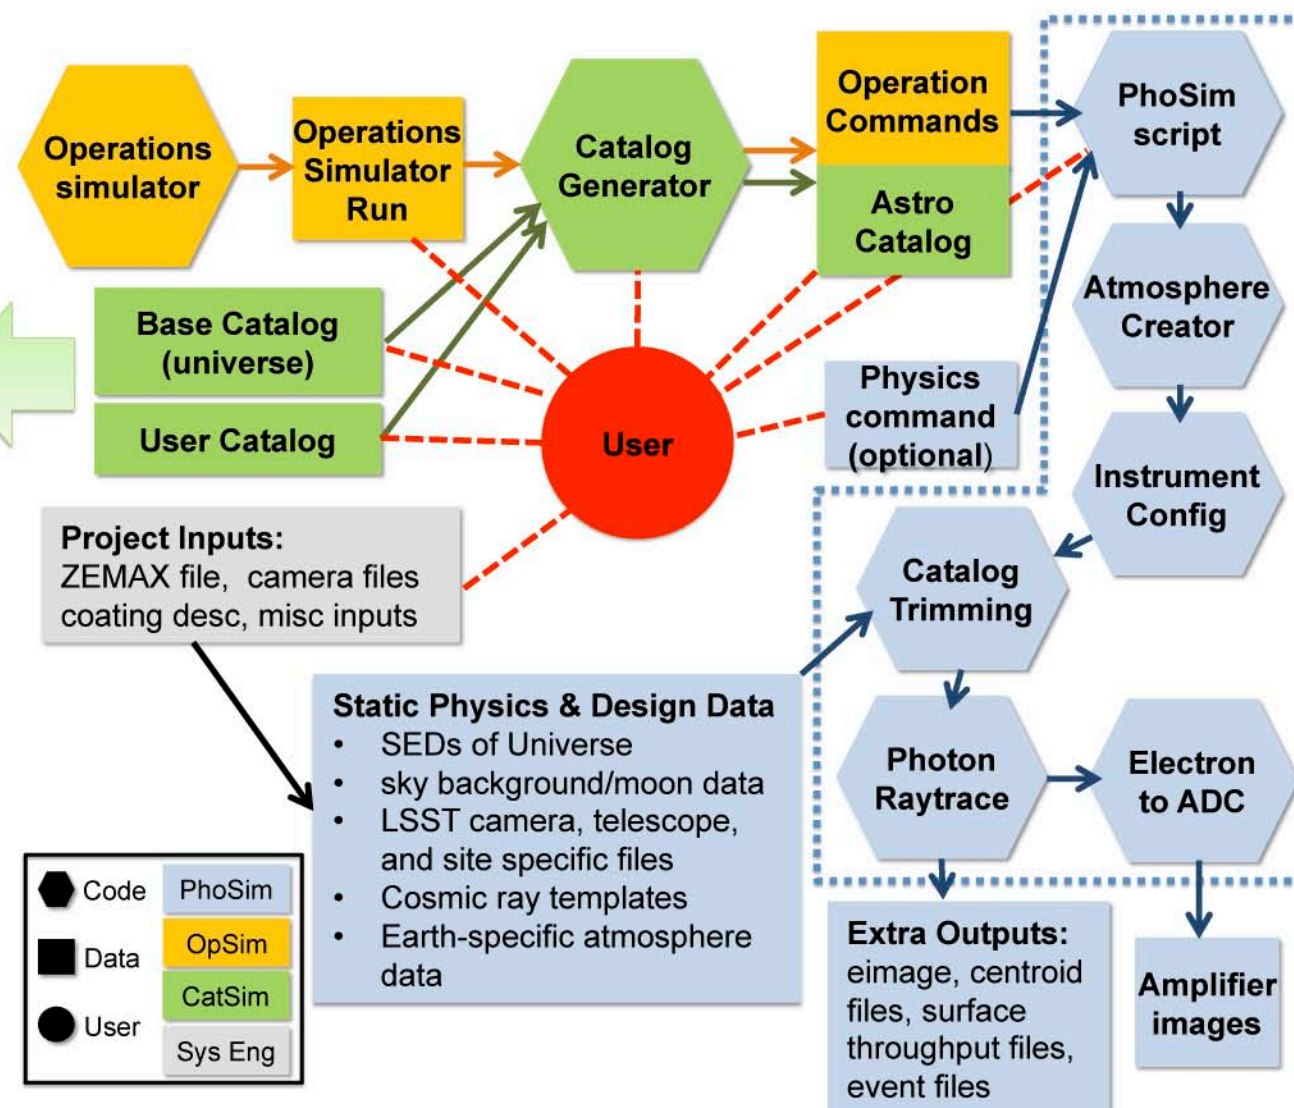 Operations
simulator
Operations
Simulator
Run
Catalog
Generator
Operation
Commands
Astro
Catalog
PhoSim
script
Atmosphere
Creator
Instrument
Config
Base Catalog
(universe)
User Catalog
User
Physics
command
(optional)
Project Inputs:
ZEMAX file, camera files
coating desc, misc inputs
Catalog
Trimming
Static Physics & Design Data
• SEDs of Universe
• sky background/moon data
• LSST camera, telescope,
and site specific files
• Cosmic ray templates
• Earth-specific atmosphere
data
Photon
Raytrace
Electron
to ADC
Code
Data
User
PhoSim
OpSim
CatSim
Sys Eng
Extra Outputs:
eimage, centroid
files, surface
throughput files,
event files
Amplifier
images